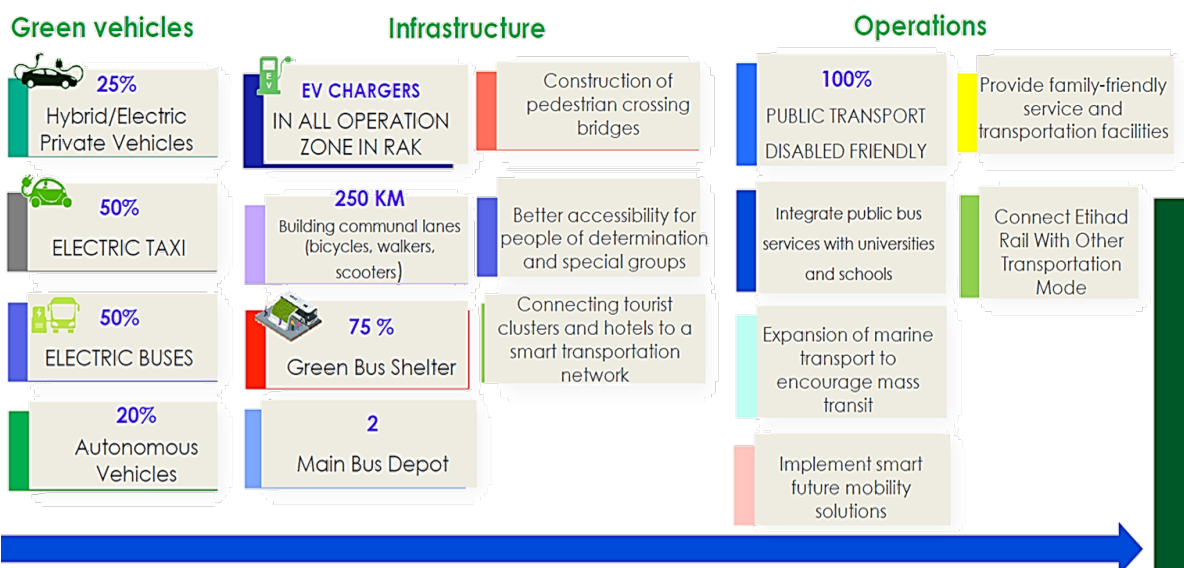 Green vehicles
25%
Hybrid/Electric
Private Vehicles
50%
ELECTRIC TAXI
50%
ELECTRIC BUSES
20%
Autonomous
Vehicles
Infrastructure
EV
EV CHARGERS
IN ALL OPERATION
ZONE IN RAK
250 KM
Building communal lanes
(bicycles, walkers,
scooters)
75 %
Green Bus Shelter
2
Main Bus Depot
Construction of
pedestrian crossing
bridges
Better accessibility for
people of determination
and special groups
Connecting tourist
clusters and hotels to a
smart transportation
network
Operations
100%
PUBLIC TRANSPORT
DISABLED FRIENDLY
Integrate public bus
services with universities
and schools
Expansion of marine
transport to
encourage mass
transit
Implement smart
future mobility
solutions
Provide family-friendly
service and
transportation facilities
Connect Etihad
Rail With Other
Transportation
Mode